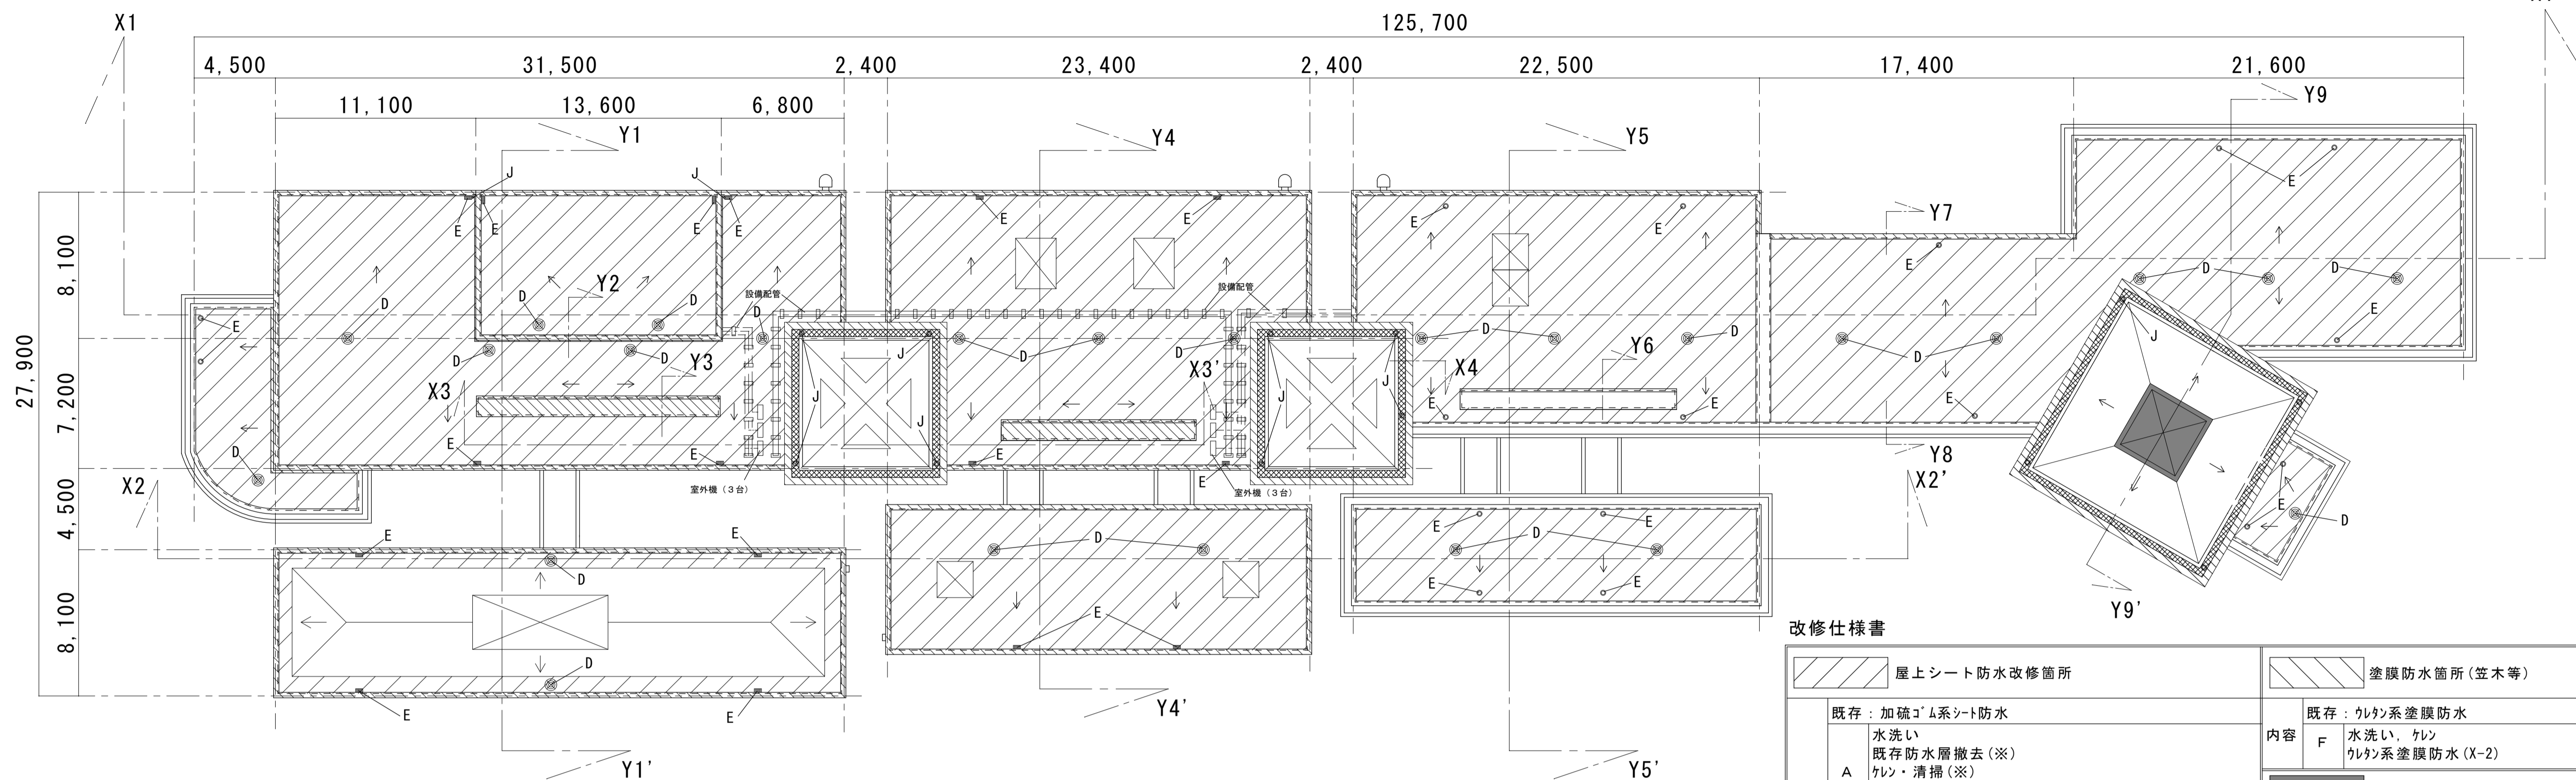 X1
125,700
4,500
31,500
2,400
23,400
2,400
22,500
17,400
21,600
11,100
13,600
6,800
Y1
Y4
Y5
Y9
J
J
E
E
E
E
E
E
E
E
E
Y7
E
8,100
D
Y2
D
D
設備配管
設備配管
D
D
D
D
E
D
D
D
D
D
D
E
27,900
7,200
X3
Y3
J
J
X3'
J
J
X4
Y6
E
E
J
E
E
E
E
Y8
D
4,500
X2
室外機(3台)
室外機(3台)
X2'
E
D
E
E
D
D
E
E
D
E
E
8,100
D
E
E
E
Y9'
Y4'
Y1'
Y5'
改修仕様書
屋上シート防水改修箇所
塗膜防水箇所(笠木等)
既存:加硫ゴム系シート防水
既存:ウレタン系塗膜防水
内容
F
水洗い, ケレン
ウレタン系塗膜防水(X-2)
水洗い
既存防水層撤去(※)
A
ケレン・清掃(※)